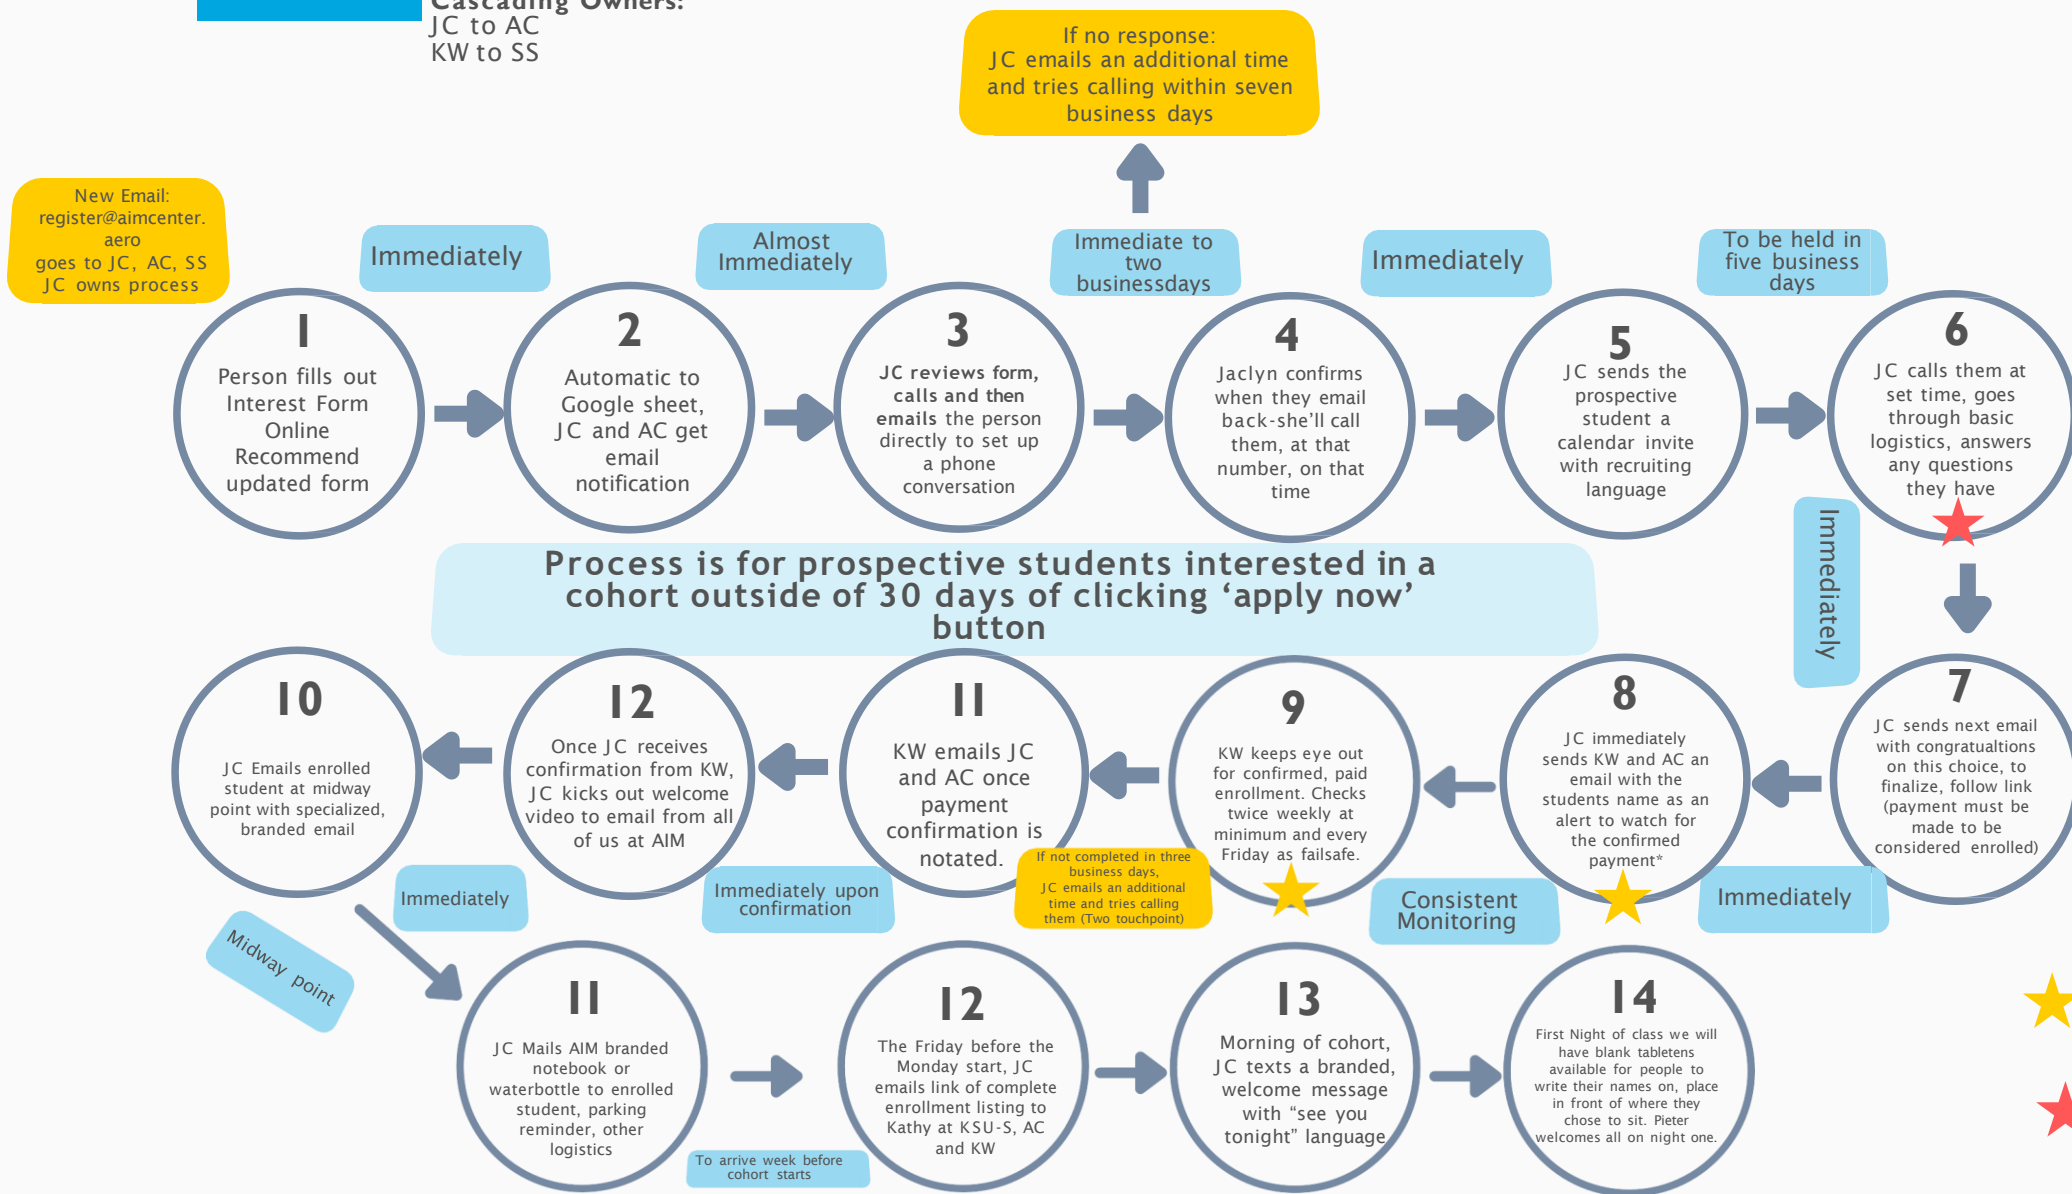 Cascading Owners:
JC to AC
KW to SS
If no response:
JC emails an additional time
and tries calling within seven
business days
New Email:
register@aimcenter.
aero
goes to JC, AC, SS
JC owns process
Immediately
Almost
Immediately
Immediate to
two
businessdays
Immediately
To be held in
five business
days
1
Person fills out
Interest Form
Online
Recommend
updated form
2
Automatic to
Google sheet,
JC and AC get
email
notification
3
JC reviews form,
calls and then
emails the person
directly to set up
a phone
conversation
4
Jaclyn confirms
when they email
back-she'll call
them, at that
number, on that
time
5
JC sends the
prospective
student a
calendar invite
with recruiting
language
6
JC calls them at
set time, goes
through basic
logistics, answers
any questions
they have
Immediately
Process is for prospective students interested in a
cohort outside of 30 days of clicking ‘apply now’
button
7
JC sends next email
with congratualtions
on this choice, to
finalize, follow link
(payment must be
made to be
considered enrolled)
Immediately
8
JC immediately
sends KW and AC an
email with the
students name as an
alert to watch for
the confirmed
payment*
Consistent
Monitoring
9
KW keeps eye out
for confirmed, paid
enrollment. Checks
twice weekly at
minimum and every
Friday as failsafe.
If not completed in three
business days,
JC emails an additional
time and tries calling
them (Two touchpoint)
11
KW emails JC
and AC once
payment
confirmation is
notated.
Immediately upon
confirmation
12
Once JC receives
confirmation from KW,
JC kicks out welcome
video to email from all
of us at AIM
Immediately
10
JC Emails enrolled
student at midway
point with specialized,
branded email
Midway point
11
JC Mails AIM branded
notebook or
waterbottle to enrolled
student, parking
reminder, other
logistics
To arrive week before
cohort starts
12
The Friday before the
Monday start, JC
emails link of complete
enrollment listing to
Kathy at KSU-S, AC
and KW
13
Morning of cohort,
JC texts a branded,
welcome message
with “see you
tonight” language
14
First Night of class we will
have blank tabletens
available for people to
write their names on, place
in front of where they
chose to sit. Pieter
welcomes all on night one.